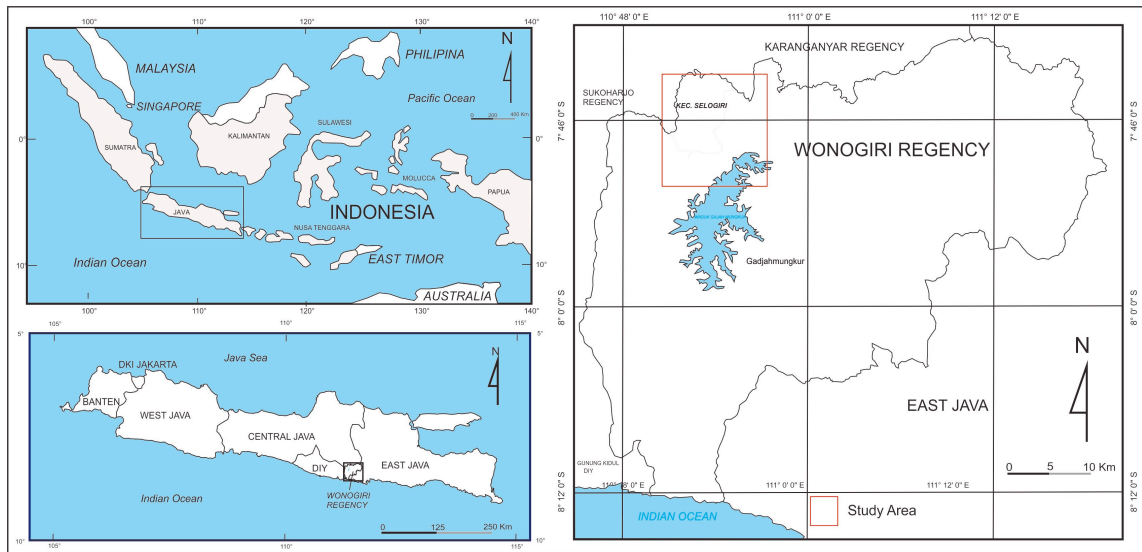 100°
110°
120°
130°
140°
N
PHILIPINA
MALAYSIA
Pacific Ocean
SINGAPORE
0 200 400 Km
SULAWESI
0°
0°
KALIMANTAN
SUMATRA
MOLUCCA
PAPUA
JAVA
INDONESIA
NUSA TENGGARA
EAST TIMOR
Indian Ocean
10°
10°
AUSTRALIA
100°
110°
120°
130°
140°
105°
110°
115°
5°
5°
Java Sea
N
DKI JAKARTA
BANTEN
WEST JAVA
CENTRAL JAVA
DIY
EAST JAVA
WONOGIRI
REGENCY
Indian Ocean
0 125 250 Km
10°
10°
105°
110°
115°
110° 48' 0" E
111° 0' 0" E
111° 12' 0" E
KARANGANYAR REGENCY
SUKOHARJO
REGENCY
KEC. SELOGIRI
7° 46' 0" S
7° 46' 0" S
WONOGIRI REGENCY
Gadjahmungkur
8° 0' 0" S
8° 0' 0" S
N
EAST JAVA
GUNUNG KIDUL
DIY
0 5 10 Km
8° 12' 0" S
8° 12' 0" S
111° 0' 0" E
111° 12' 0" E
INDIAN OCEAN
Study Area